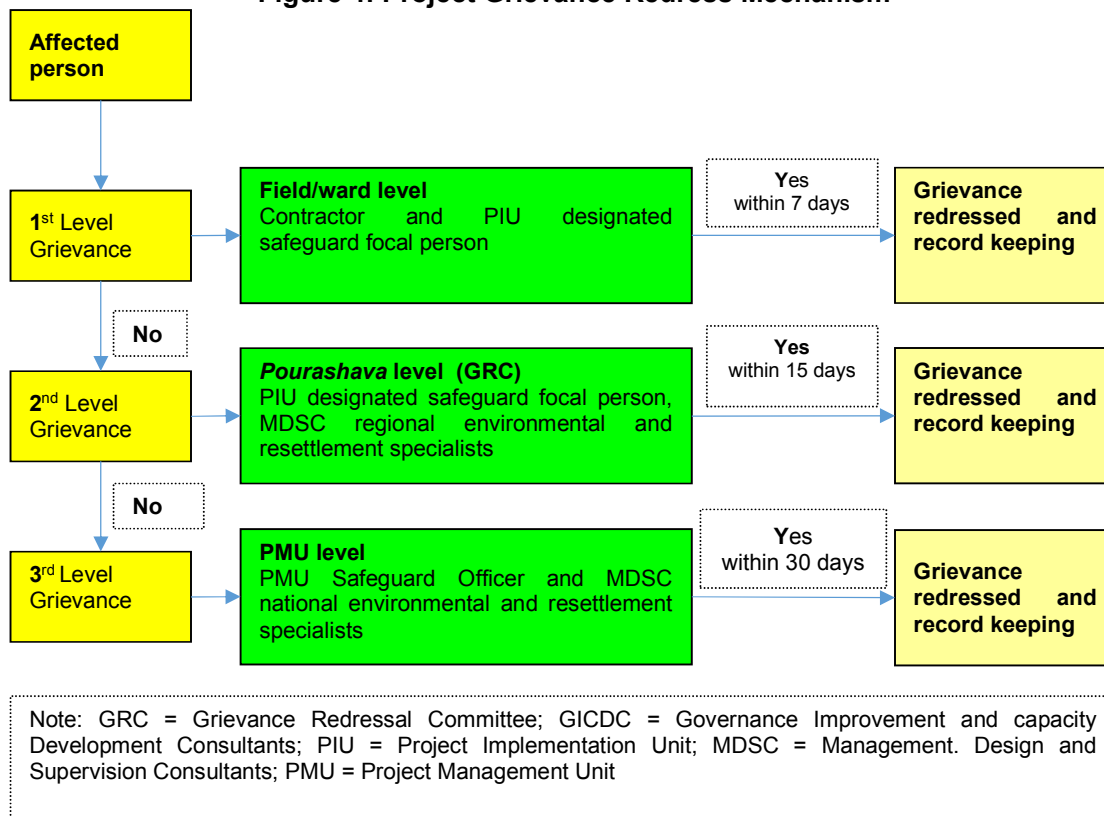 Affected
person
1st Level
Grievance
Field/ward level
Contractor and PIU designated
safeguard focal person
Yes
within 7 days
Grievance
redressed and
record keeping
No
2nd Level
Grievance
Pourashava level (GRC)
PIU designated safeguard focal person,
MDSC regional environmental and
resettlement specialists
Yes
within 15 days
Grievance
redressed and
record keeping
No
3rd Level
Grievance
PMU level
PMU Safeguard Officer and MDSC
national environmental and resettlement
specialists
Yes
within 30 days
Grievance
redressed and
record keeping
Note: GRC = Grievance Redressal Committee; GICDC = Governance Improvement and capacity
Development Consultants; PIU = Project Implementation Unit; MDSC = Management. Design and
Supervision Consultants; PMU = Project Management Unit